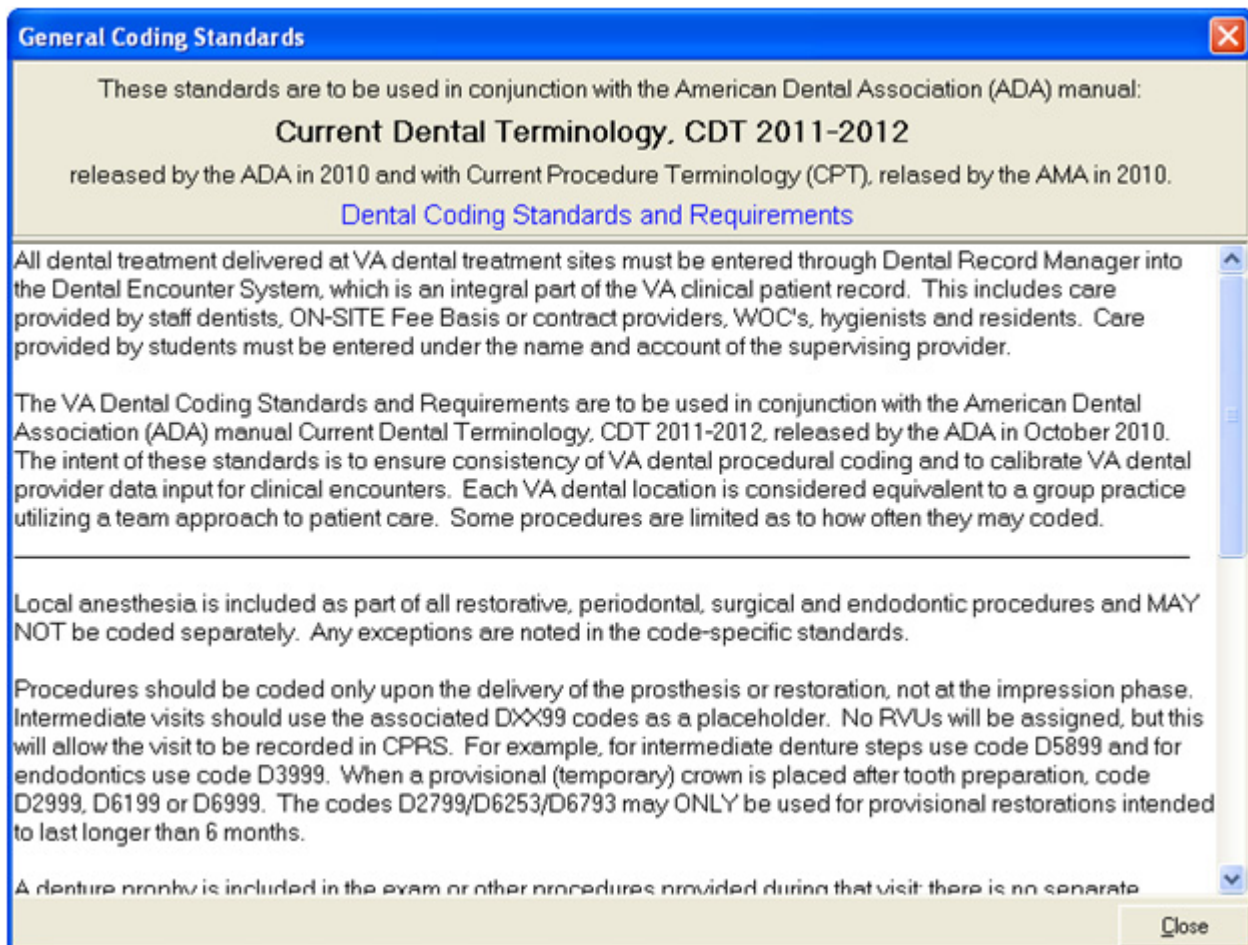 General Coding Standards
These standards are to be used in conjunction with the American Dental Association (ADA) manual:
Current Dental Terminology, CDT 2011-2012
released by the ADA in 2010 and with Current Procedure Terminology (CPT), relased by the AMA in 2010.
Dental Coding Standards and Requirements
All dental treatment delivered at VA dental treatment sites must be entered through Dental Record Manager into
the Dental Encounter System, which is an integral part of the VA clinical patient record. This includes care
provided by staff dentists, ON-SITE Fee Basis or contract providers, WOC's, hygienists and residents. Care
provided by students must be entered under the name and account of the supervising provider.
The VA Dental Coding Standards and Requirements are to be used in conjunction with the American Dental
Association (ADA) manual Current Dental Terminology, CDT 2011-2012, released by the ADA in October 2010.
The intent of these standards is to ensure consistency of VA dental procedural coding and to calibrate VA dental
provider data input for clinical encounters. Each VA dental location is considered equivalent to a group practice
utilizing a team approach to patient care. Some procedures are limited as to how often they may coded.
Local anesthesia is included as part of all restorative, periodontal, surgical and endodontic procedures and MAY
NOT be coded separately. Any exceptions are noted in the code-specific standards.
Procedures should be coded only upon the delivery of the prosthesis or restoration, not at the impression phase.
Intermediate visits should use the associated DXX99 codes as a placeholder. No RVUs will be assigned, but this
will allow the visit to be recorded in CPRS. For example, for intermediate denture steps use code D5899 and for
endodontics use code D3999. When a provisional (temporary) crown is placed after tooth preparation, code
D2999, D6199 or D6999. The codes D2799/D6253/D6793 may ONLY be used for provisional restorations intended
to last longer than 6 months.
A denture prophy is included in the exam or other procedures provided during that visit; there is no separate
Close